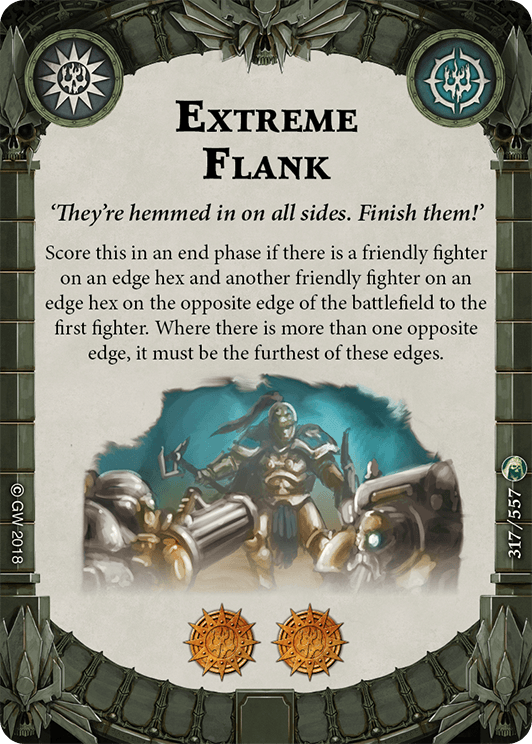 Extreme
Flank
‘They’re hemmed in on all sides. Finish them!’
Score this in an end phase if there is a friendly fighter
on an edge hex and another friendly fighter on an
edge hex on the opposite edge of the battlefield to the
first fighter. Where there is more than one opposite
edge, it must be the furthest of these edges.
© GW 2018
317/557